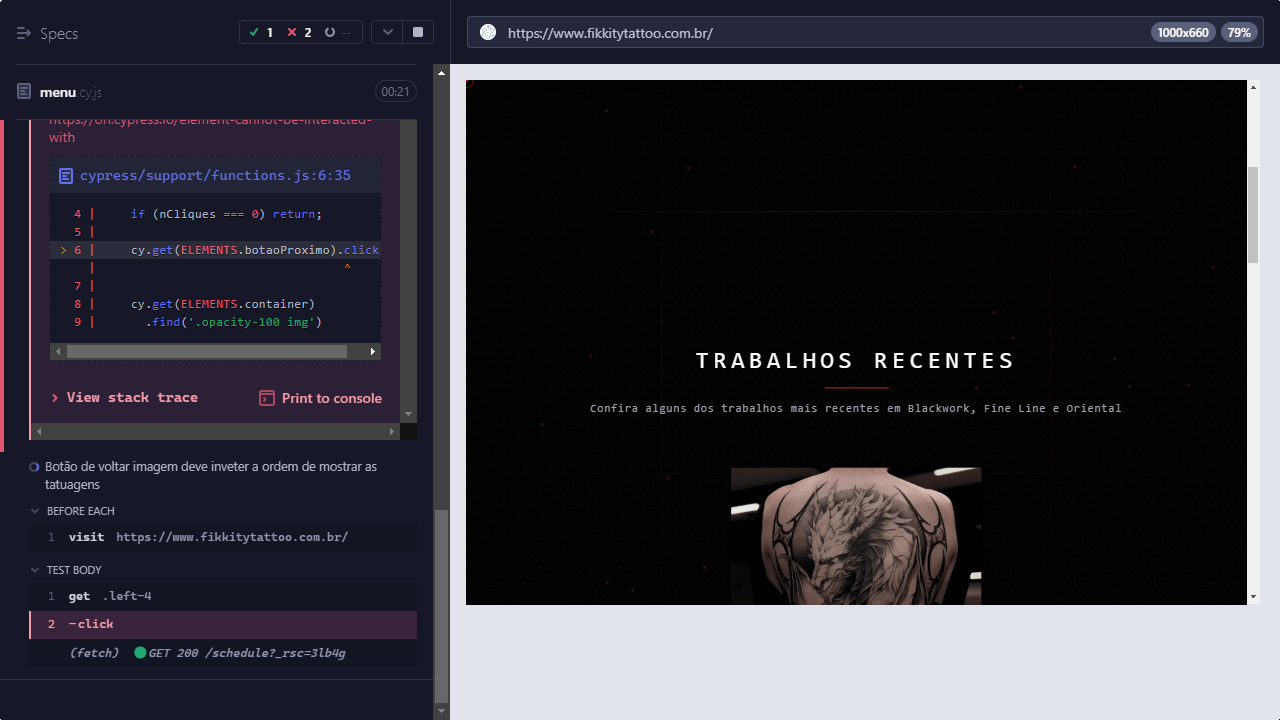 Specs
1
2
--
menu.cy.js
00:21
https://on.cypress.io/element-cannot-be-interacted-
with
cypress/support/functions.js:6:35
4 | if (nCliques === 0) return;
5 |
> 6 | cy.get(ELEMENTS.botaoProximo).click
| ^
7 |
8 | cy.get(ELEMENTS.container)
9 | .find('.opacity-100 img')
> View stack trace
Print to console
Botão de voltar imagem deve inveter a ordem de mostrar as
tatuagens
BEFORE EACH
1 visit https://www.fikkitytattoo.com.br/
TEST BODY
1 get .left-4
2 -click
(fetch) GET 200 /schedule?_rsc=3lb4g
https://www.fikkitytattoo.com.br/
1000x660
79%
TRABALHOS RECENTES
Confira alguns dos trabalhos mais recentes em Blackwork, Fine Line e Oriental